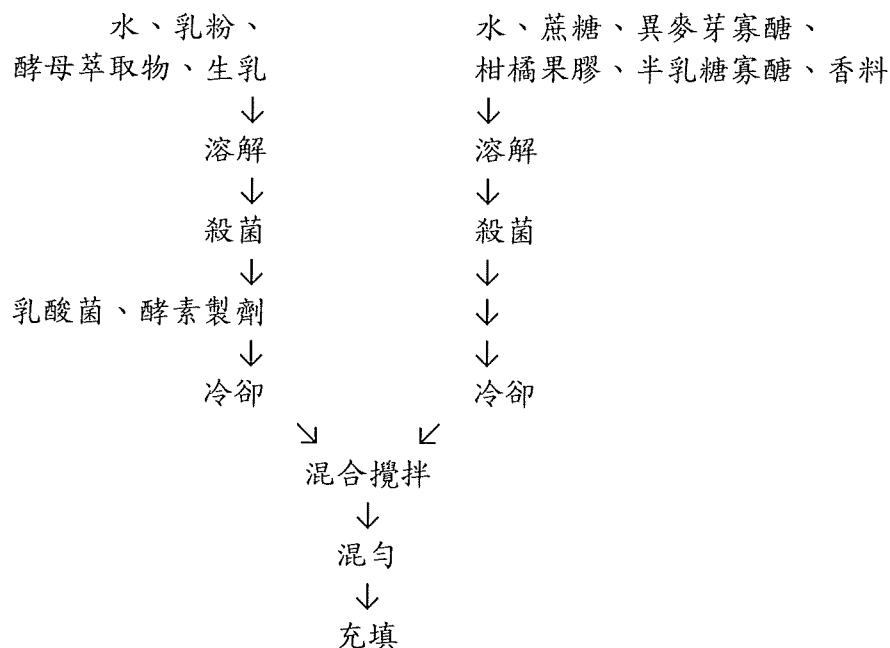 水、乳粉、
酵母萃取物、生乳
↓
溶解
↓
殺菌
↓
乳酸菌、酵素製劑
↓
冷卻
↘
水、蔗糖、異麥芽寡醣、
柑橘果膠、半乳糖寡醣、香料
↓
溶解
↓
殺菌
↓
↓
↓
冷卻
↙
混合攪拌
↓
混勻
↓
充填